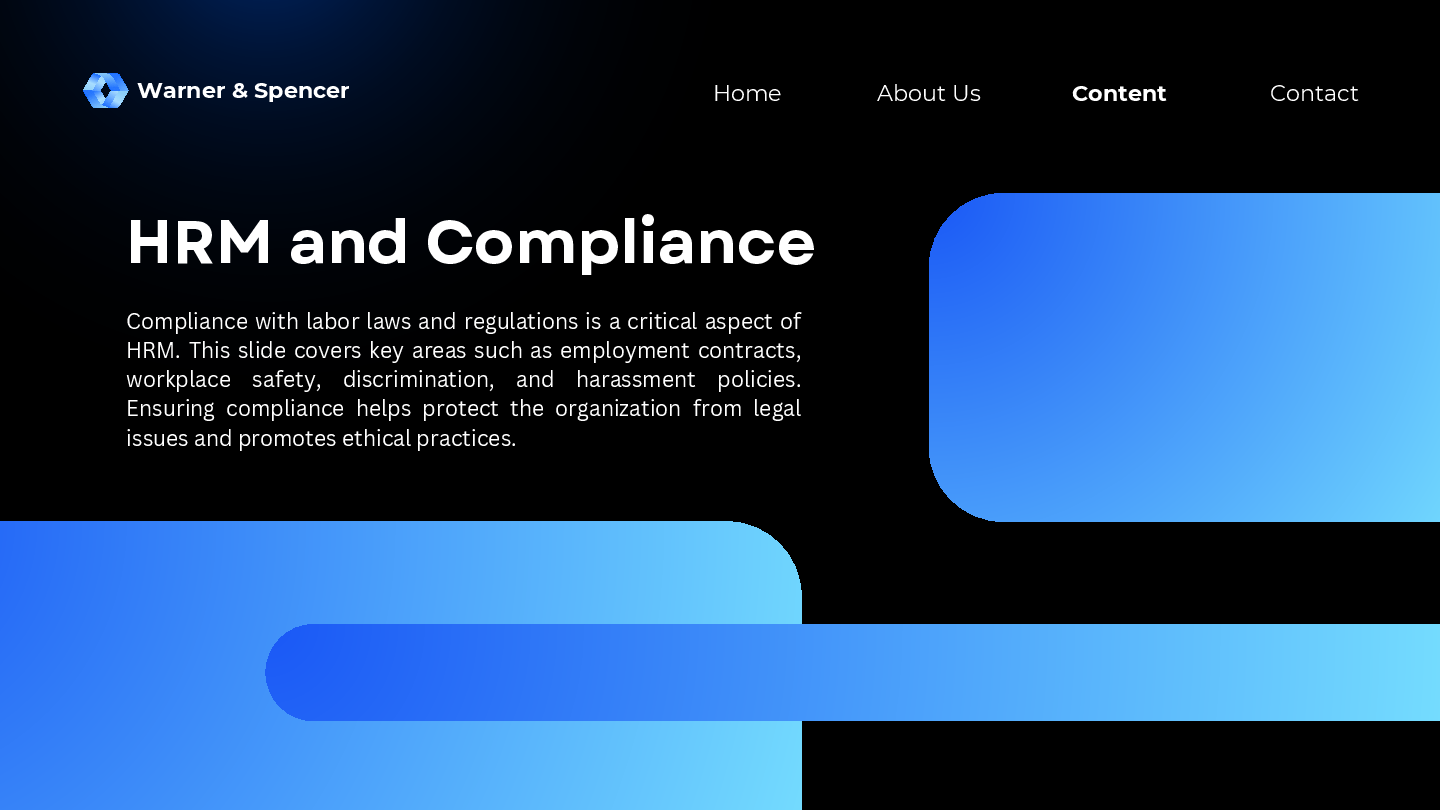 Warner & Spencer
Home
About Us
Content
Contact
HRM and Compliance
Compliance with labor laws and regulations is a critical aspect of
HRM. This slide covers key areas such as employment contracts,
workplace safety, discrimination, and harassment policies.
Ensuring compliance helps protect the organization from legal
issues and promotes ethical practices.